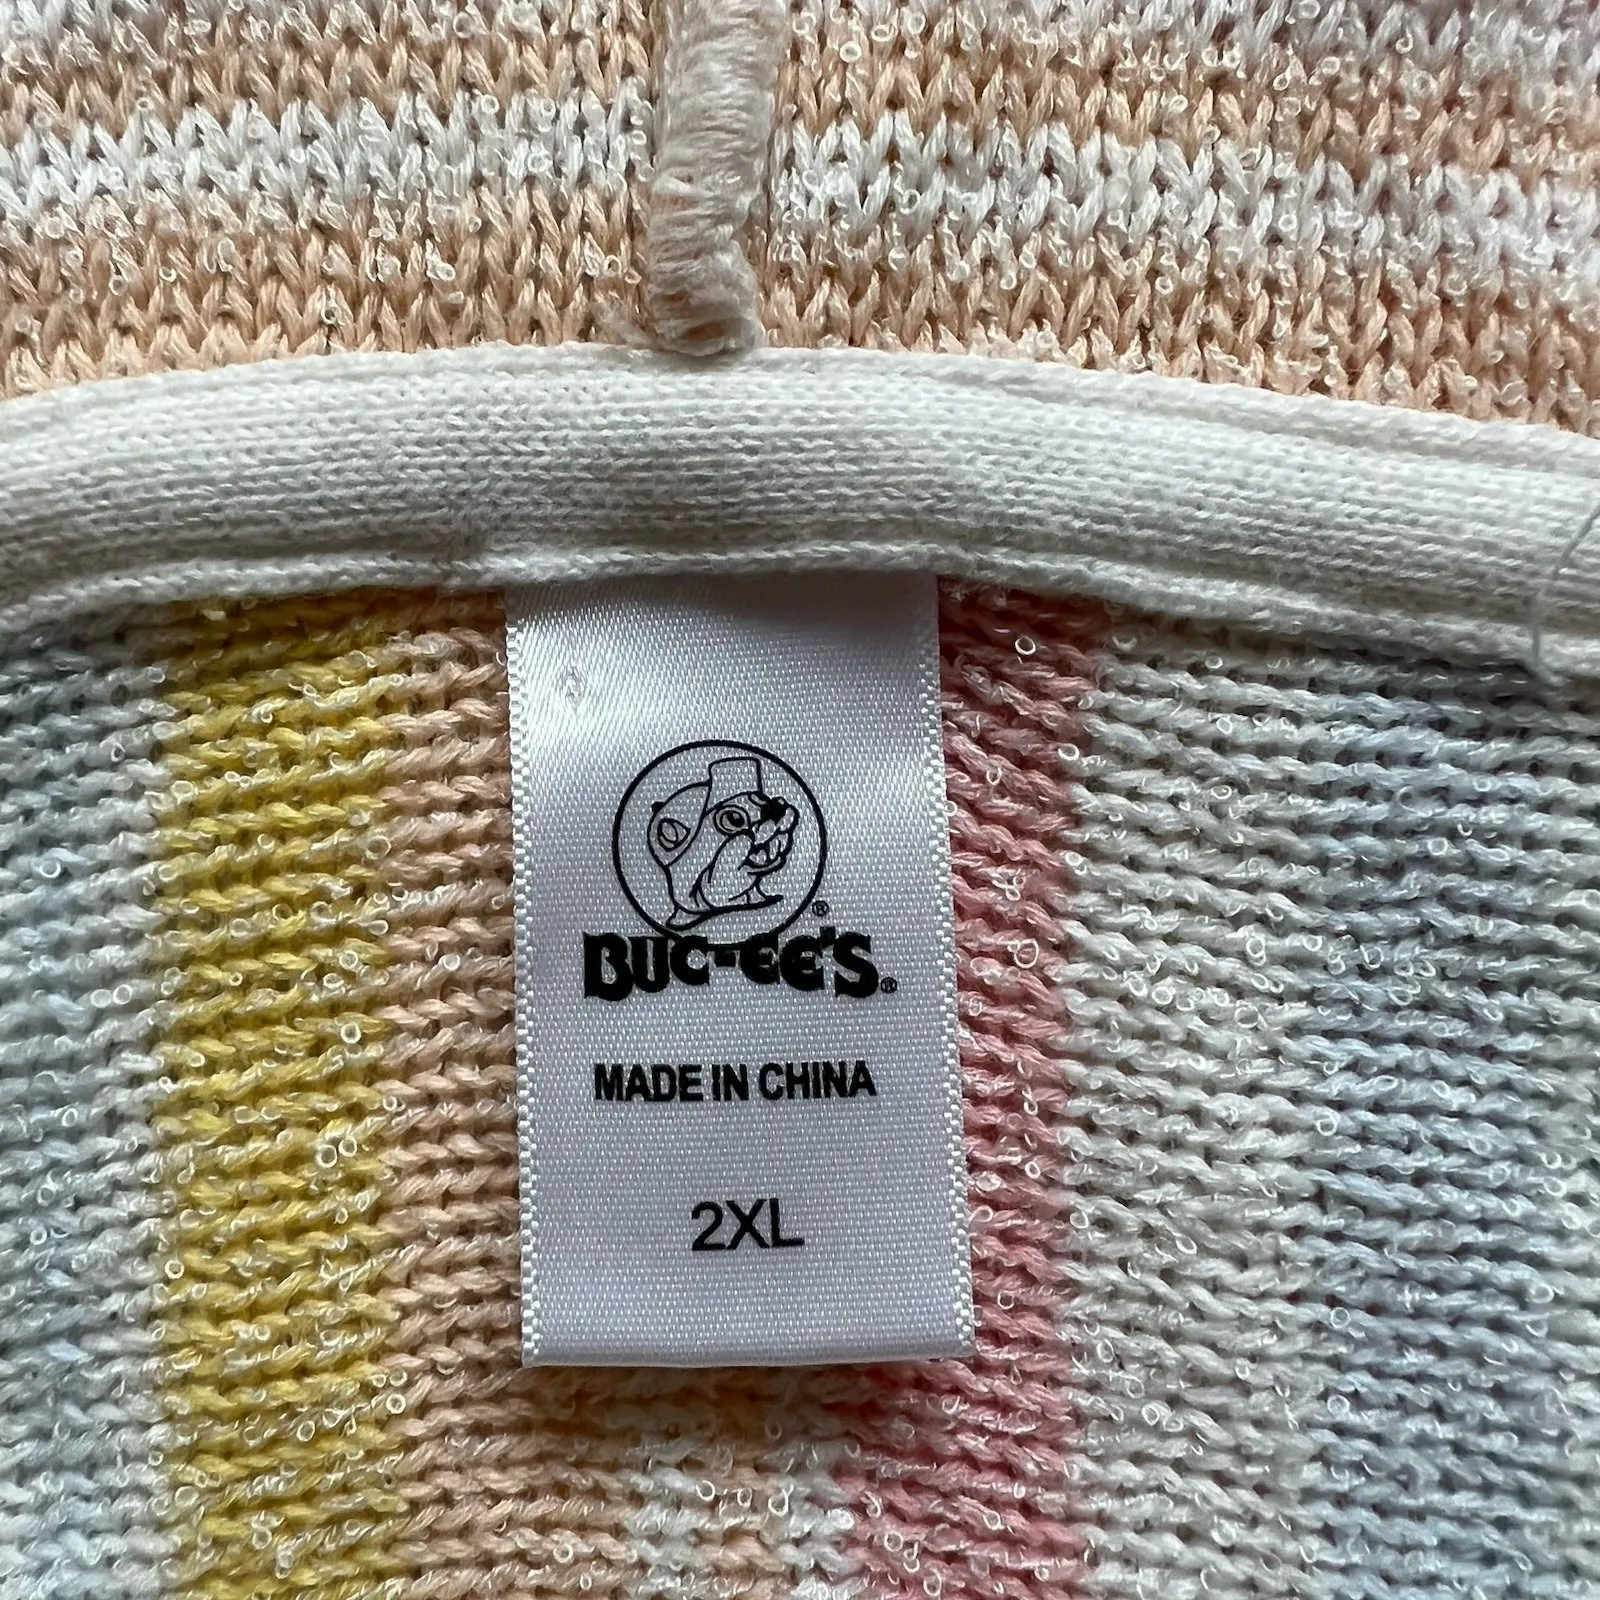 ®
BUC-EE'S®
MADE IN CHINA
2XL